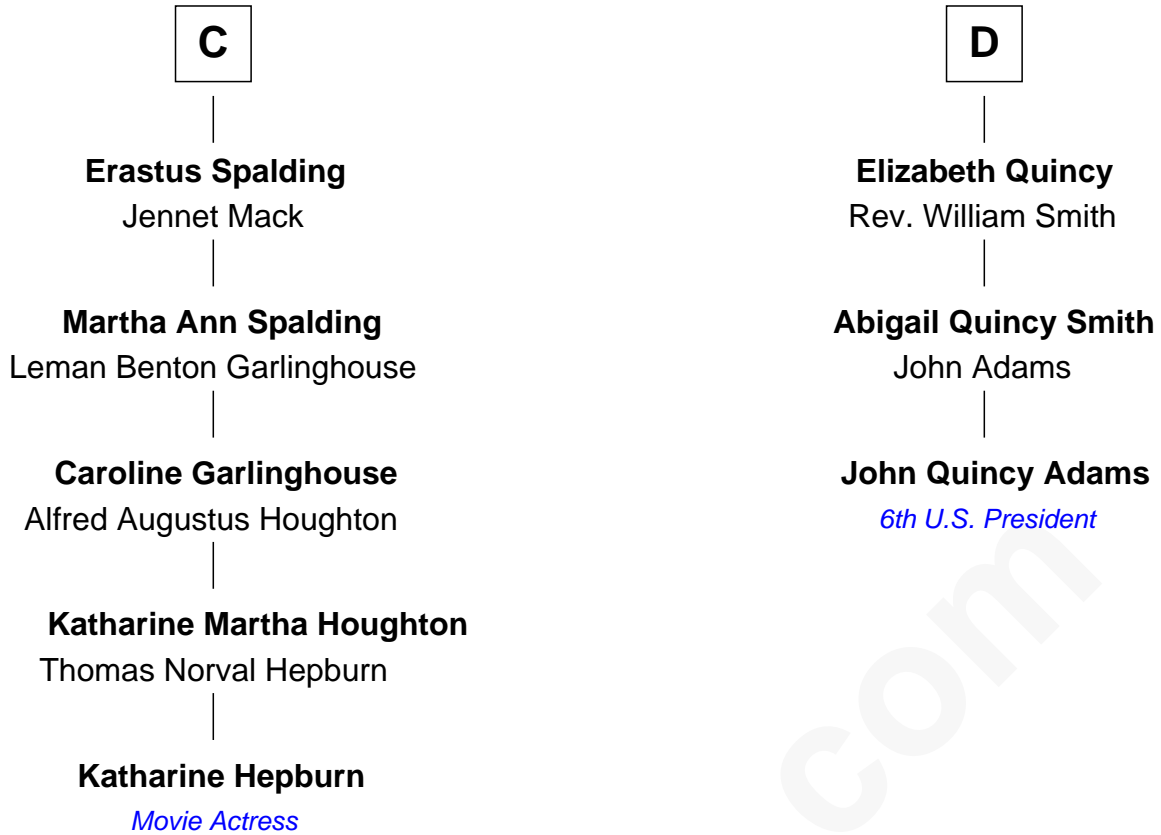 C
Erastus Spalding
Jennet Mack
Martha Ann Spalding
Leman Benton Garlinghouse
Caroline Garlinghouse
Alfred Augustus Houghton
Katharine Martha Houghton
Thomas Norval Hepburn
Katharine Hepburn
Movie Actress
D
Elizabeth Quincy
Rev. William Smith
Abigail Quincy Smith
John Adams
John Quincy Adams
6th U.S. President
com